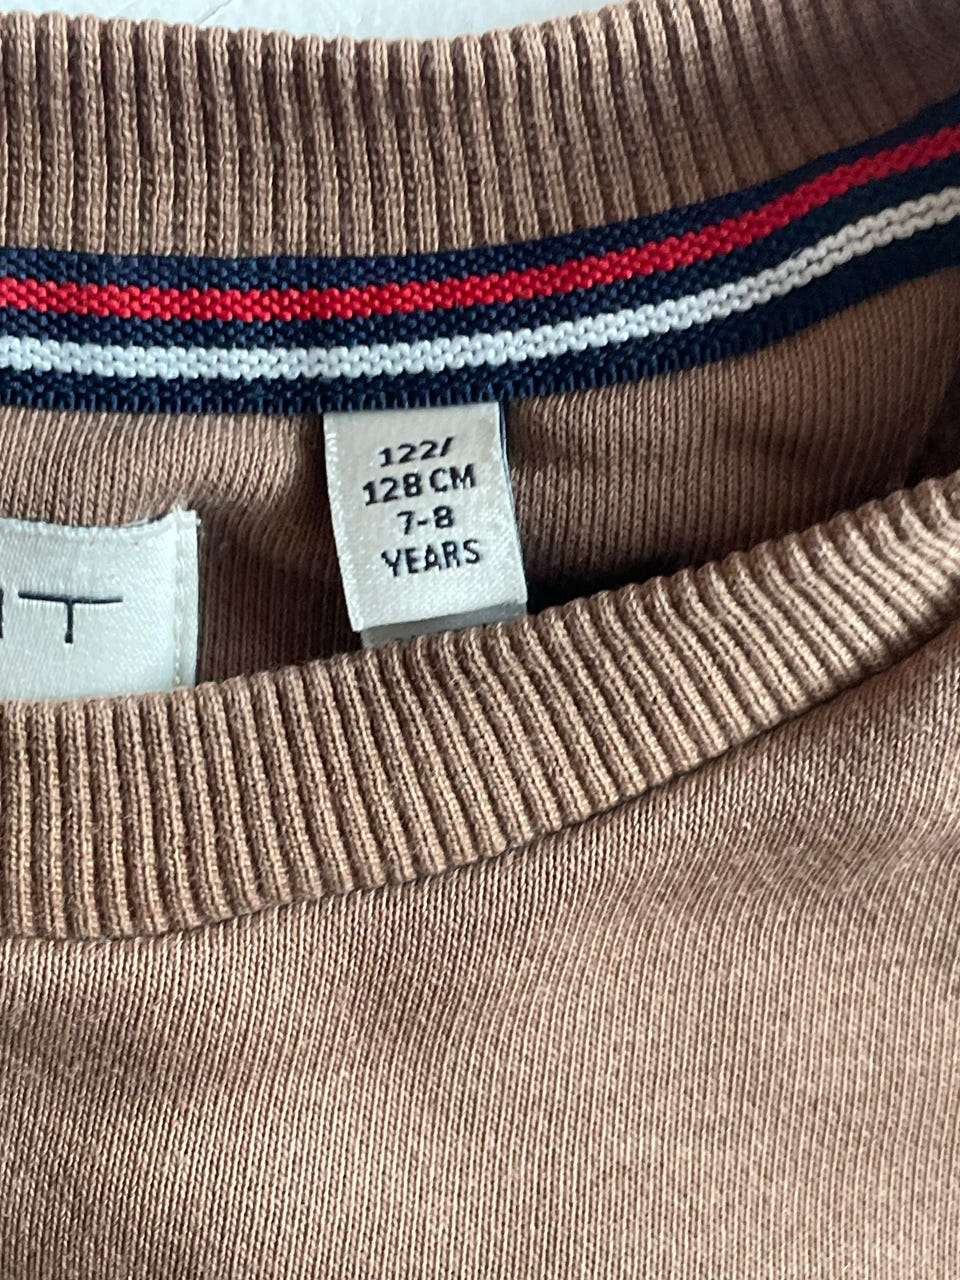 122/
128 CM
7-8
YEARS
T